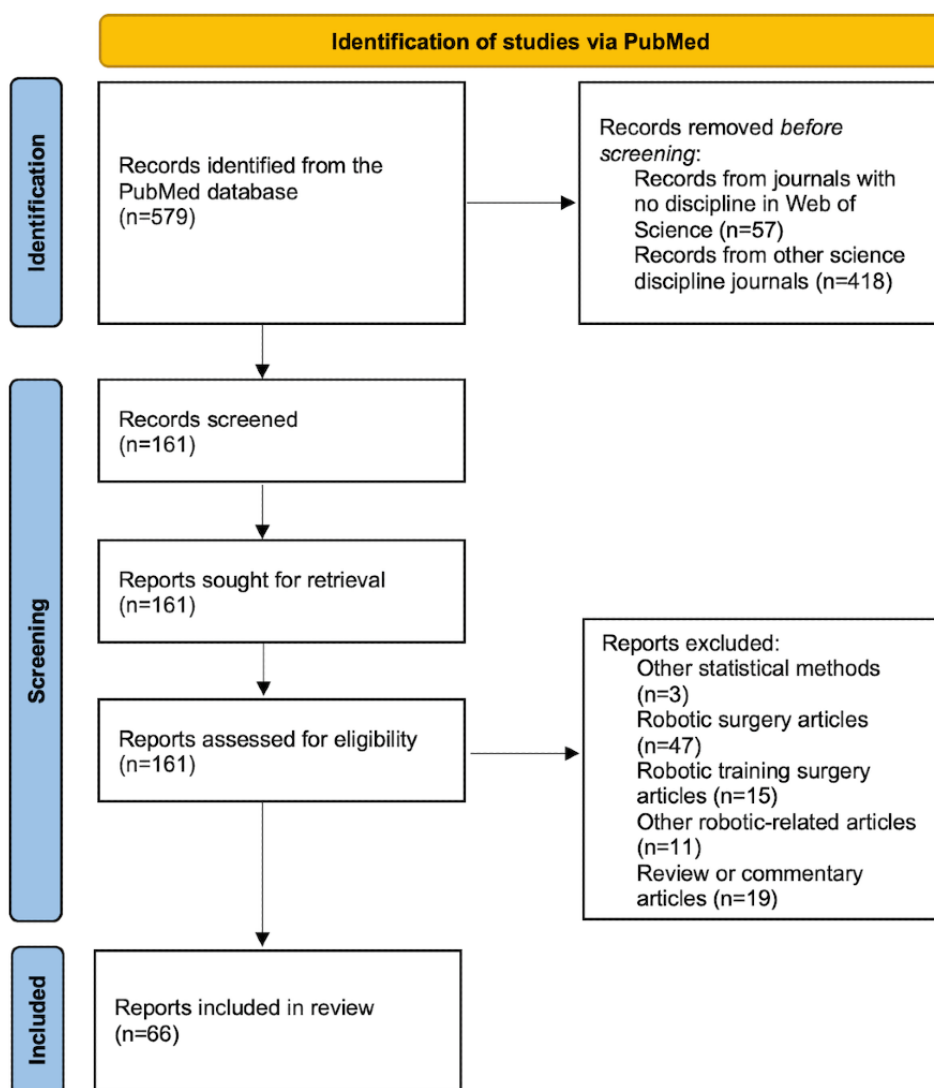 Identification of studies via PubMed
Identification
Records identified from the
PubMed database
(n=579)
Records removed before
screening:
Records from journals with
no discipline in Web of
Science (n=57)
Records from other science
discipline journals (n=418)
Screening
Records screened
(n=161)
Reports sought for retrieval
(n=161)
Reports assessed for eligibility
(n=161)
Reports excluded:
Other statistical methods
(n=3)
Robotic surgery articles
(n=47)
Robotic training surgery
articles (n=15)
Other robotic-related articles
(n=11)
Review or commentary
articles (n=19)
Included
Reports included in review
(n=66)